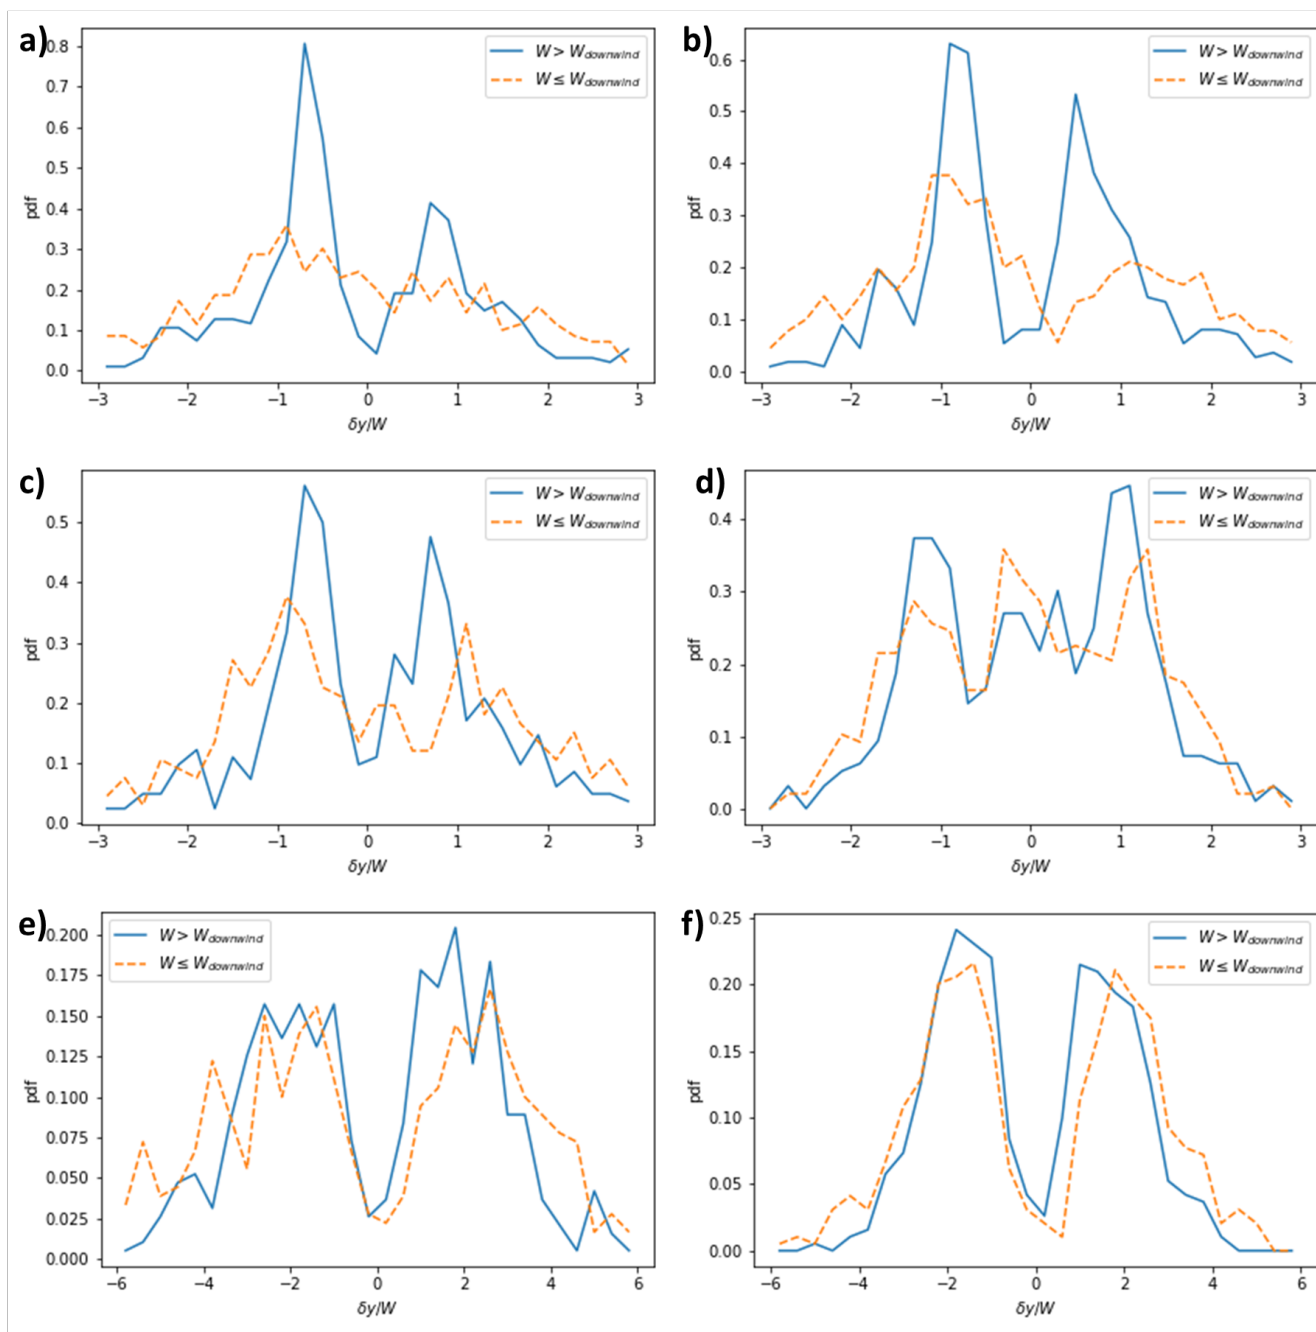 a)
0.8
0.7
0.6
0.5
0.4
0.3
0.2
0.1
0.0
pdf
W > W_downwind
W ≤ W_downwind
−3 −2 −1 0 1 2 3
δy/W
b)
0.6
0.5
0.4
0.3
0.2
0.1
0.0
pdf
W > W_downwind
W ≤ W_downwind
−3 −2 −1 0 1 2 3
δy/W
c)
0.5
0.4
0.3
0.2
0.1
0.0
pdf
W > W_downwind
W ≤ W_downwind
−3 −2 −1 0 1 2 3
δy/W
d)
0.4
0.3
0.2
0.1
0.0
pdf
W > W_downwind
W ≤ W_downwind
−3 −2 −1 0 1 2 3
δy/W
e)
0.200
0.175
0.150
0.125
0.100
0.075
0.050
0.025
0.000
pdf
W > W_downwind
W ≤ W_downwind
−6 −4 −2 0 2 4 6
δy/W
f)
0.25
0.20
0.15
0.10
0.05
0.00
pdf
W > W_downwind
W ≤ W_downwind
−6 −4 −2 0 2 4 6
δy/W